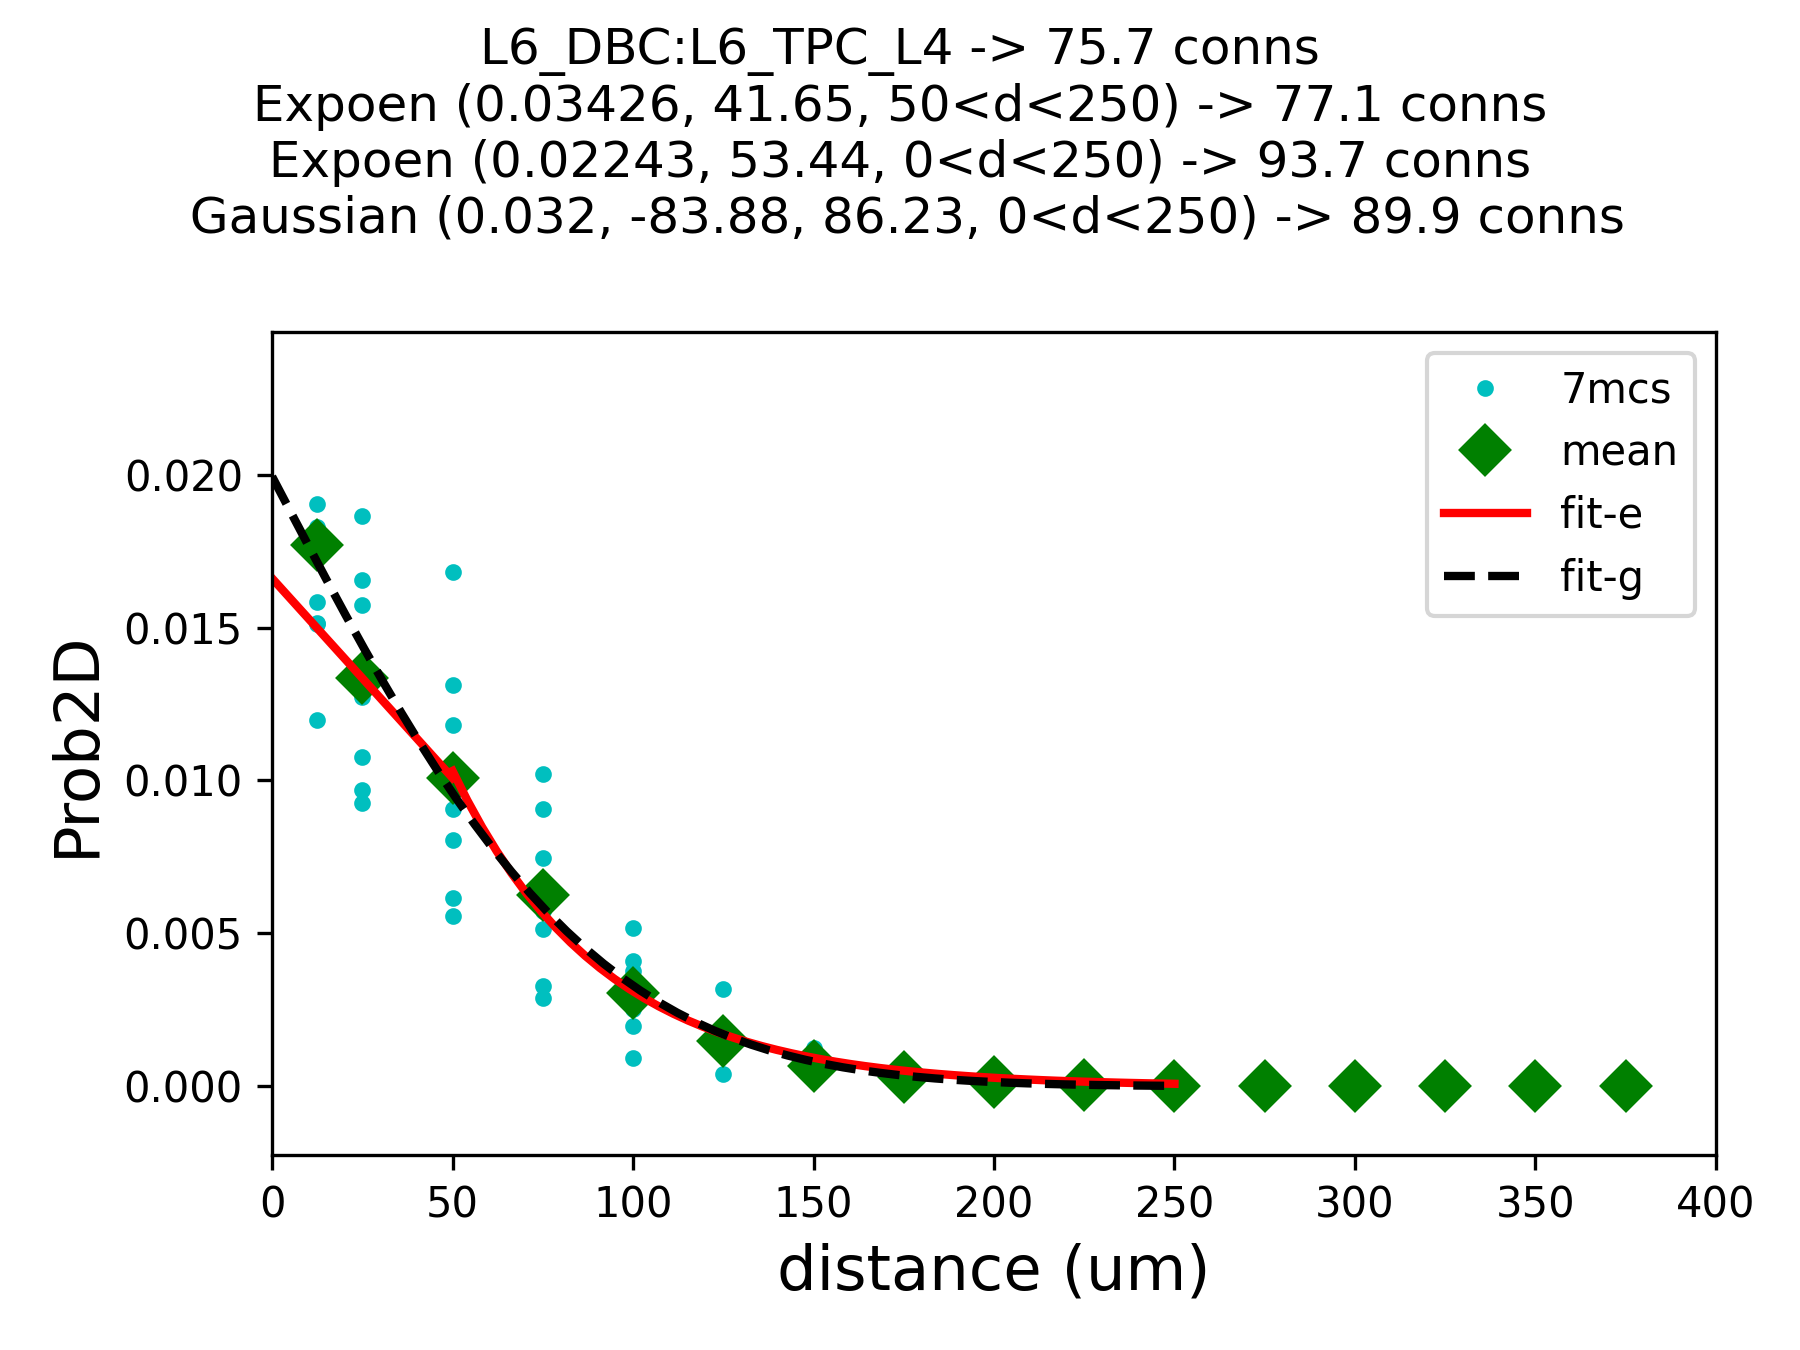 L6_DBC:L6_TPC_L4 -> 75.7 conns
Expoen (0.03426, 41.65, 50<d<250) -> 77.1 conns
Expoen (0.02243, 53.44, 0<d<250) -> 93.7 conns
Gaussian (0.032, -83.88, 86.23, 0<d<250) -> 89.9 conns
7mcs
mean
fit-e
fit-g
Prob2D
0.020
0.015
0.010
0.005
0.000
0 50 100 150 200 250 300 350 400
distance (um)